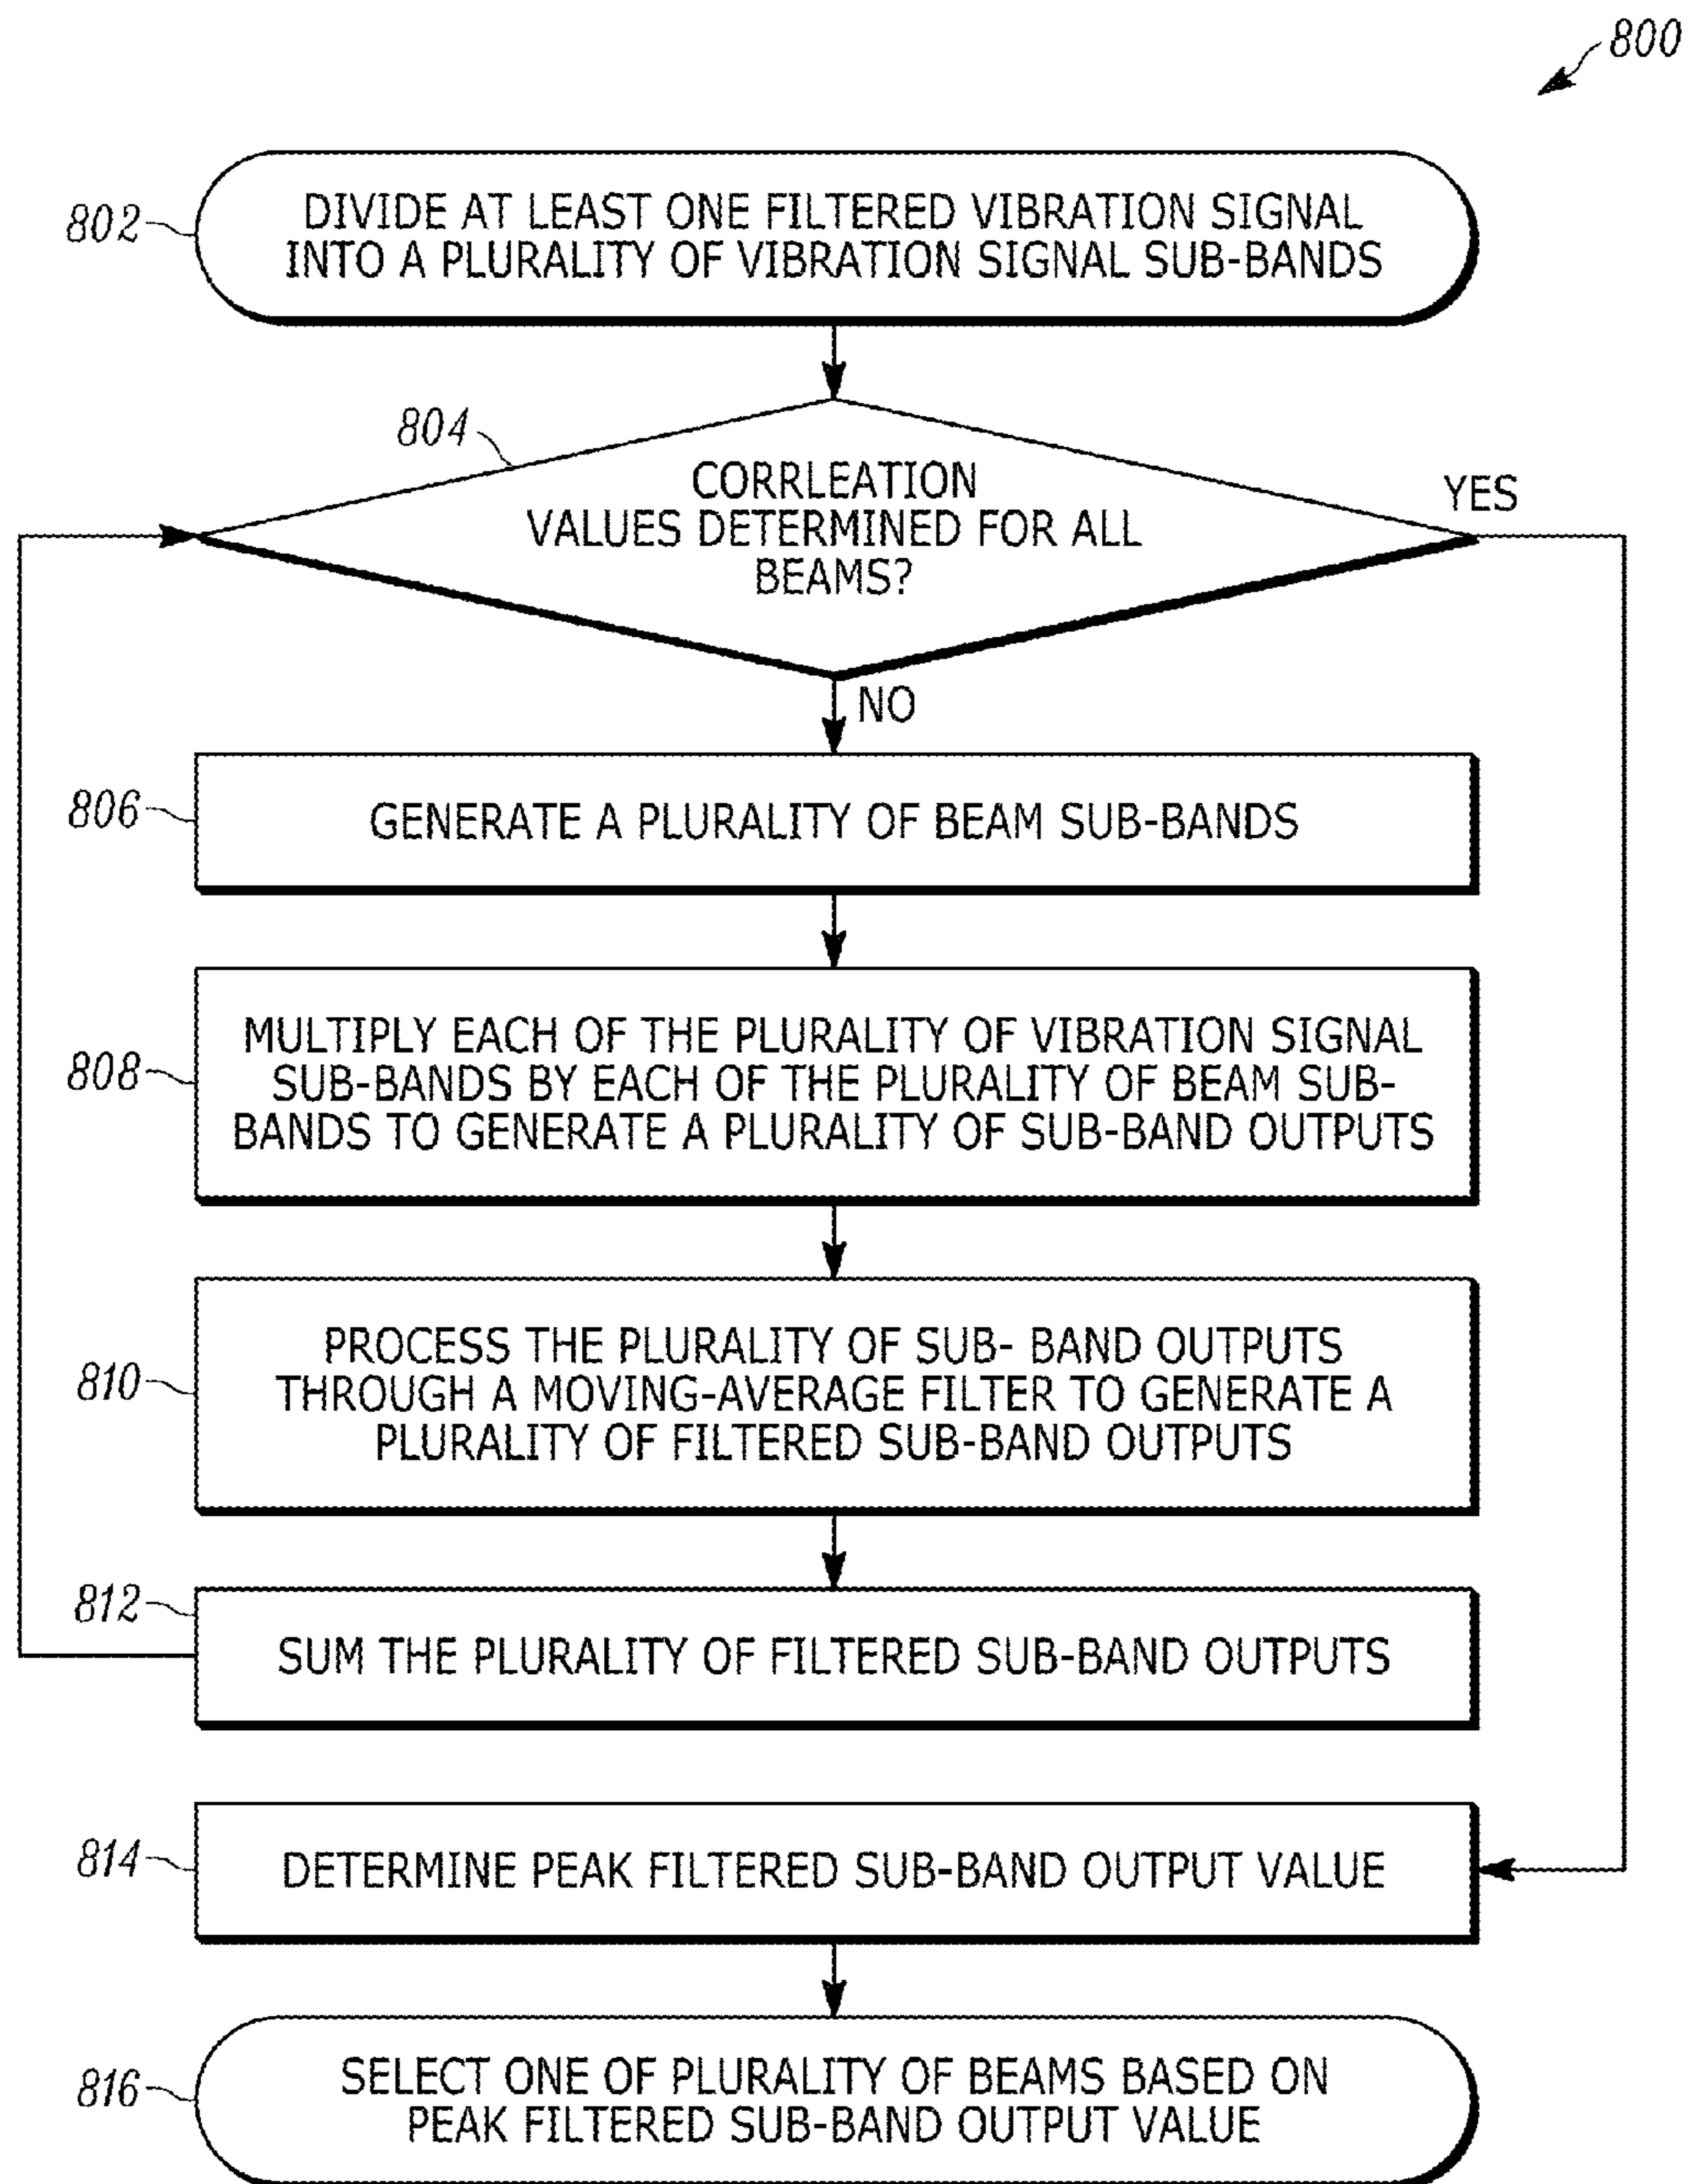 800
802
DIVIDE AT LEAST ONE FILTERED VIBRATION SIGNAL
INTO A PLURALITY OF VIBRATION SIGNAL SUB-BANDS
804
CORRLEATION
VALUES DETERMINED FOR ALL
BEAMS?
YES
NO
806
GENERATE A PLURALITY OF BEAM SUB-BANDS
808
MULTIPLY EACH OF THE PLURALITY OF VIBRATION SIGNAL
SUB-BANDS BY EACH OF THE PLURALITY OF BEAM SUB-
BANDS TO GENERATE A PLURALITY OF SUB-BAND OUTPUTS
810
PROCESS THE PLURALITY OF SUB- BAND OUTPUTS
THROUGH A MOVING-AVERAGE FILTER TO GENERATE A
PLURALITY OF FILTERED SUB-BAND OUTPUTS
812
SUM THE PLURALITY OF FILTERED SUB-BAND OUTPUTS
814
DETERMINE PEAK FILTERED SUB-BAND OUTPUT VALUE
816
SELECT ONE OF PLURALITY OF BEAMS BASED ON
PEAK FILTERED SUB-BAND OUTPUT VALUE